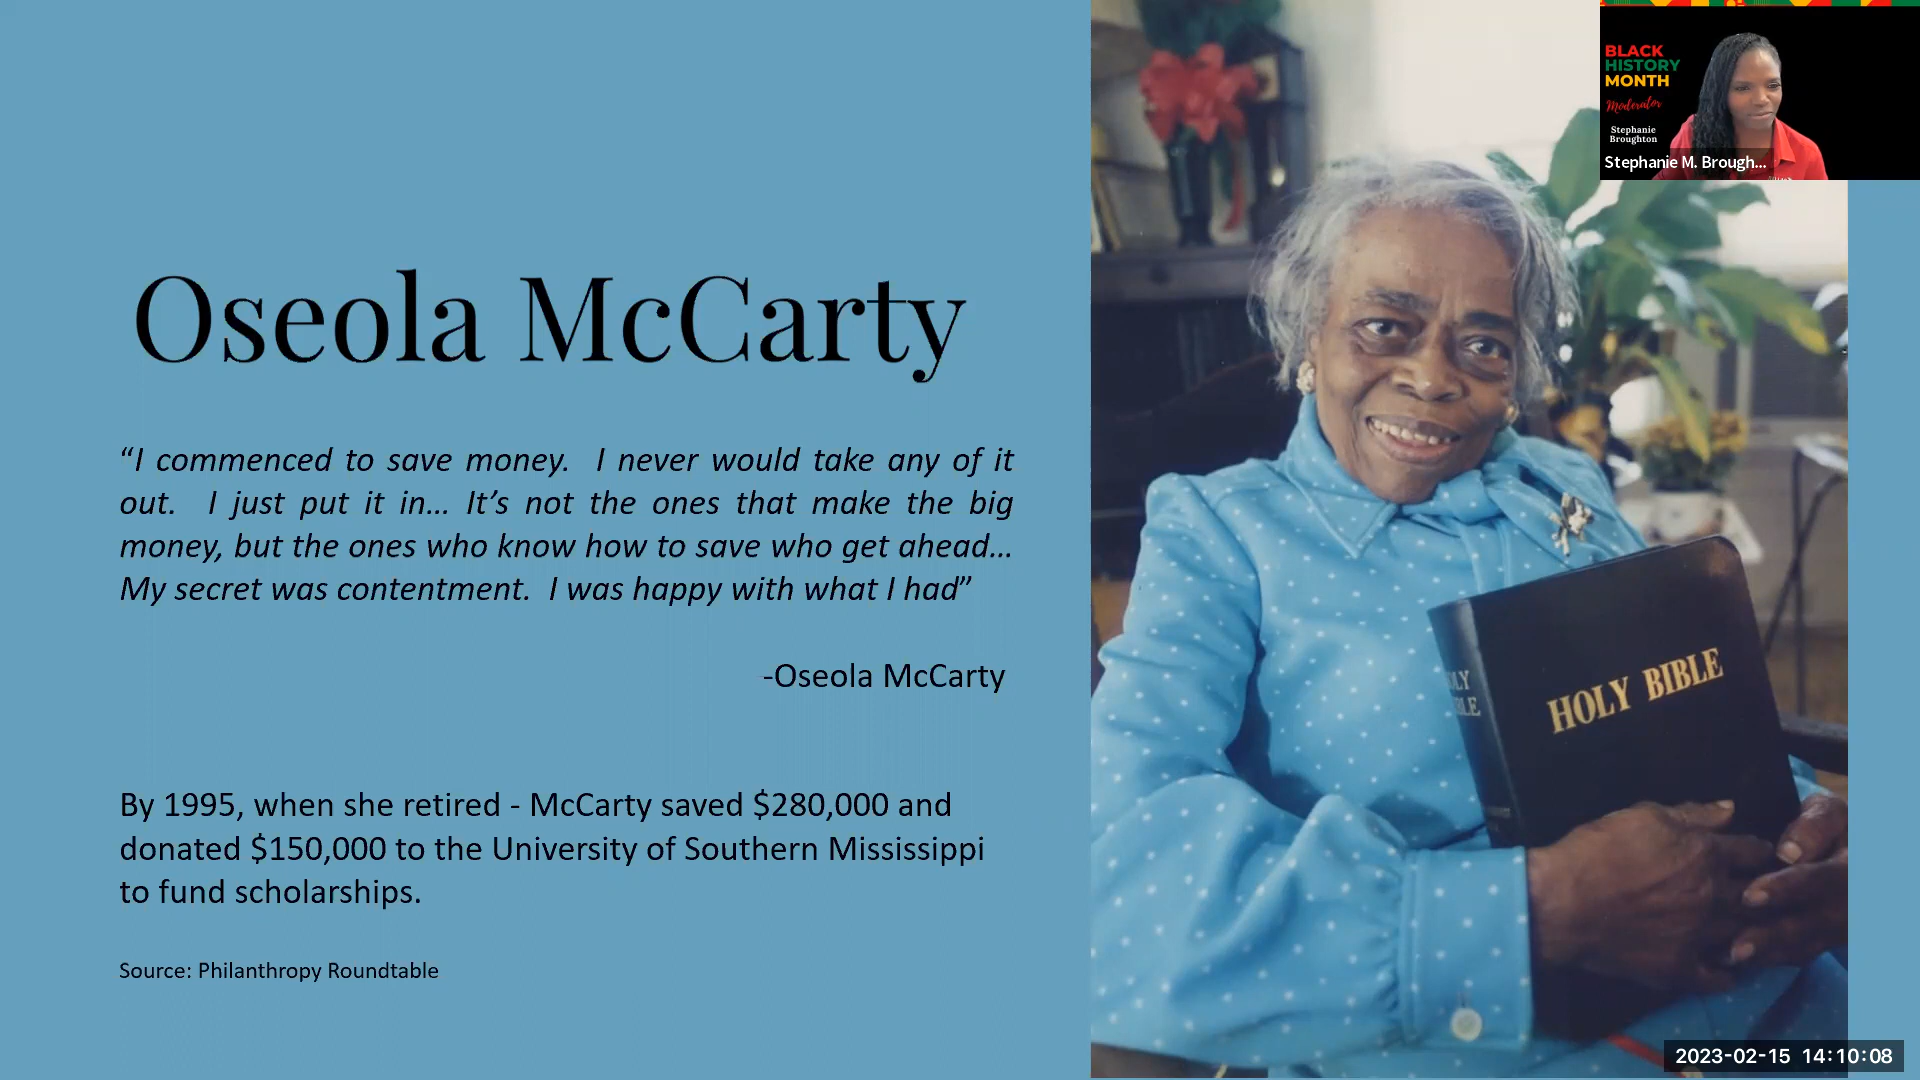 Oseola McCarty
“I commenced to save money.  I never would take any of it
out.  I just put it in... It’s not the ones that make the big
money, but the ones who know how to save who get ahead...
My secret was contentment.  I was happy with what I had”
-Oseola McCarty
By 1995, when she retired - McCarty saved $280,000 and
donated $150,000 to the University of Southern Mississippi
to fund scholarships.
Source: Philanthropy Roundtable
BLACK
HISTORY
MONTH
Moderator
Stephanie
Broughton
Stephanie M. Brough...
HOLY BIBLE
2023-02-15 14:10:08